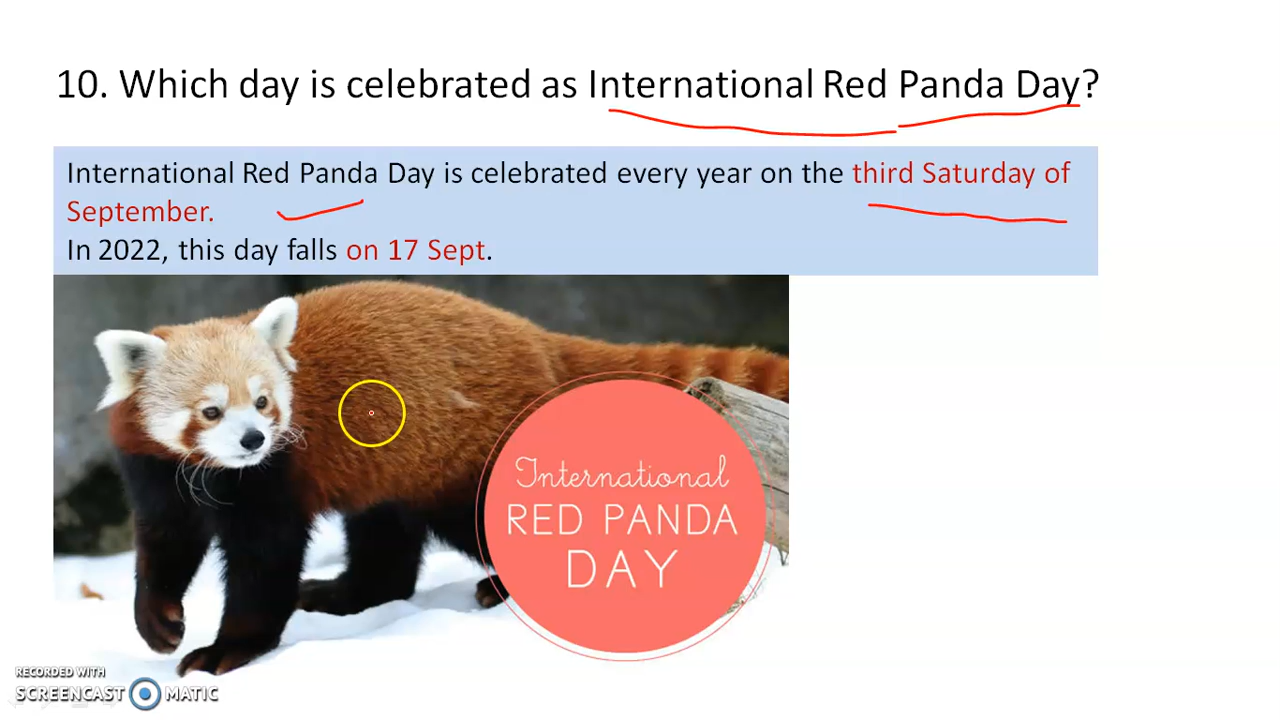 10. Which day is celebrated as International Red Panda Day?
International Red Panda Day is celebrated every year on the third Saturday of
September.
In 2022, this day falls on 17 Sept.
International
RED PANDA
DAY
RECORDED WITH
SCREENCAST MATIC